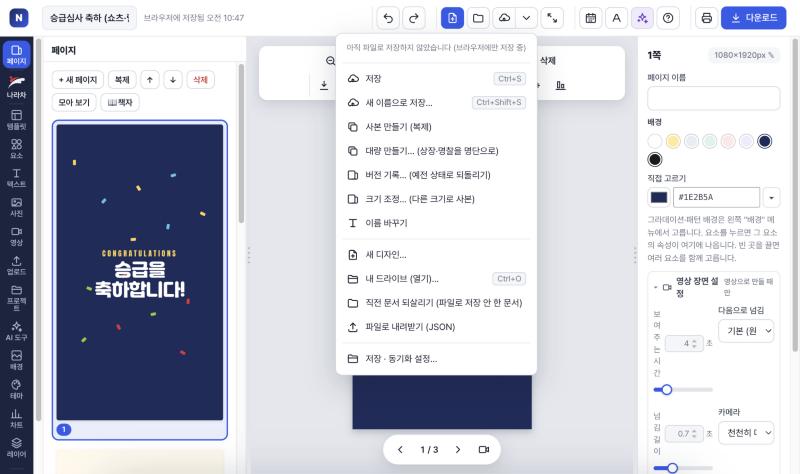 N
승급심사 축하 (쇼츠·
브라우저에 저장됨 오전 10:47
다운로드
페이지
나라차
템플릿
요소
텍스트
사진
영상
업로드
프로젝트
AI 도구
배경
테마
차트
레이어
페이지
+ 새 페이지
복제
↑
↓
삭제
모아 보기
책자
CONGRATULATIONS
승급을
축하합니다!
1
아직 파일로 저장하지 않았습니다 (브라우저에만 저장 중)
저장 Ctrl+S
새 이름으로 저장... Ctrl+Shift+S
사본 만들기 (복제)
대량 만들기... (상장·명찰을 명단으로)
버전 기록... (예전 상태로 되돌리기)
크기 조정... (다른 크기로 사본)
이름 바꾸기
새 디자인...
내 드라이브 (열기)... Ctrl+O
직전 문서 되살리기 (파일로 저장 안 한 문서)
파일로 내려받기 (JSON)
저장 · 동기화 설정...
삭제
1 / 3
1쪽
1080×1920px
페이지 이름
배경
직접 고르기
#1E2B5A
그라데이션·패턴 배경은 왼쪽 "배경" 메
뉴에서 고릅니다. 요소를 누르면 그 요소
의 속성이 여기에 나옵니다. 빈 곳을 끌면
여러 요소를 함께 고릅니다.
영상 장면 설정
영상으로 만들 때만
보여주는 시간
4 초
다음으로 넘김
기본 (원
넘김 길이
0.7 초
카메라
천천히